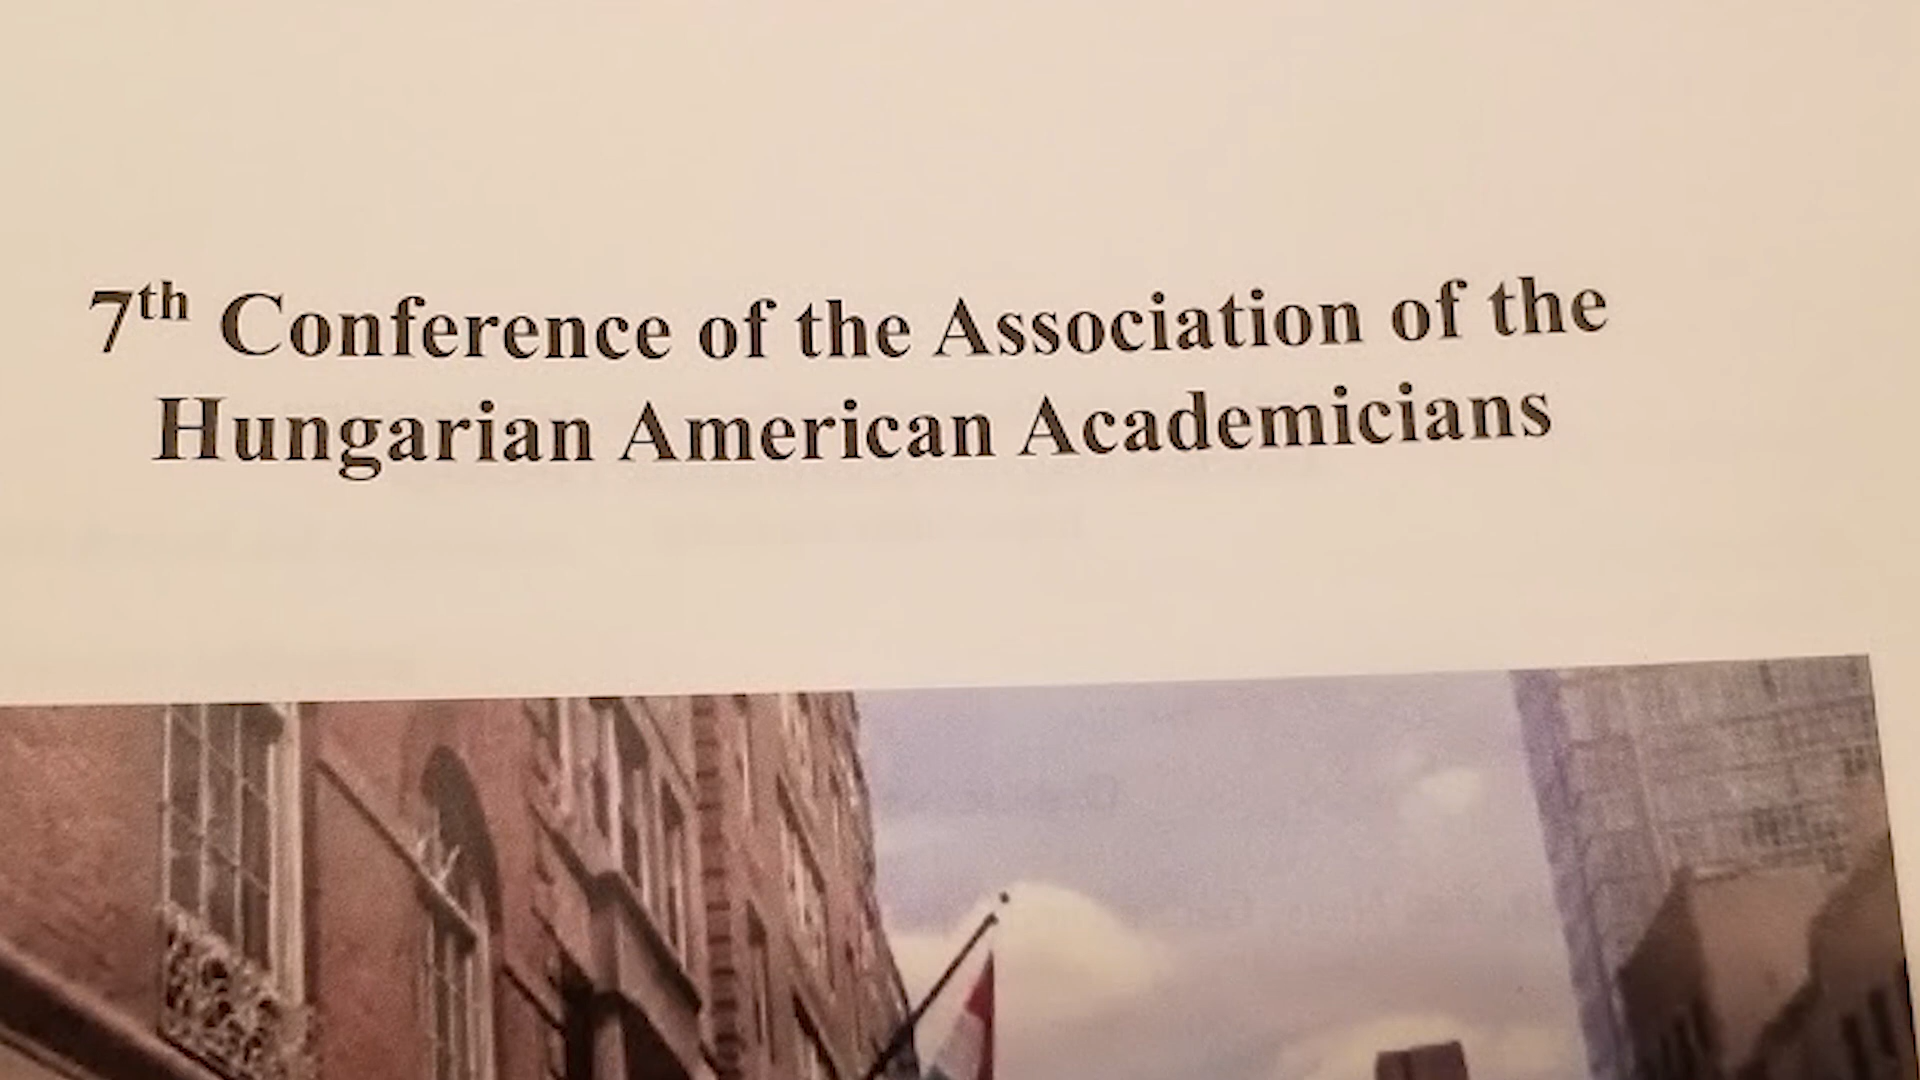 7th Conference of the Association of the
Hungarian American Academicians